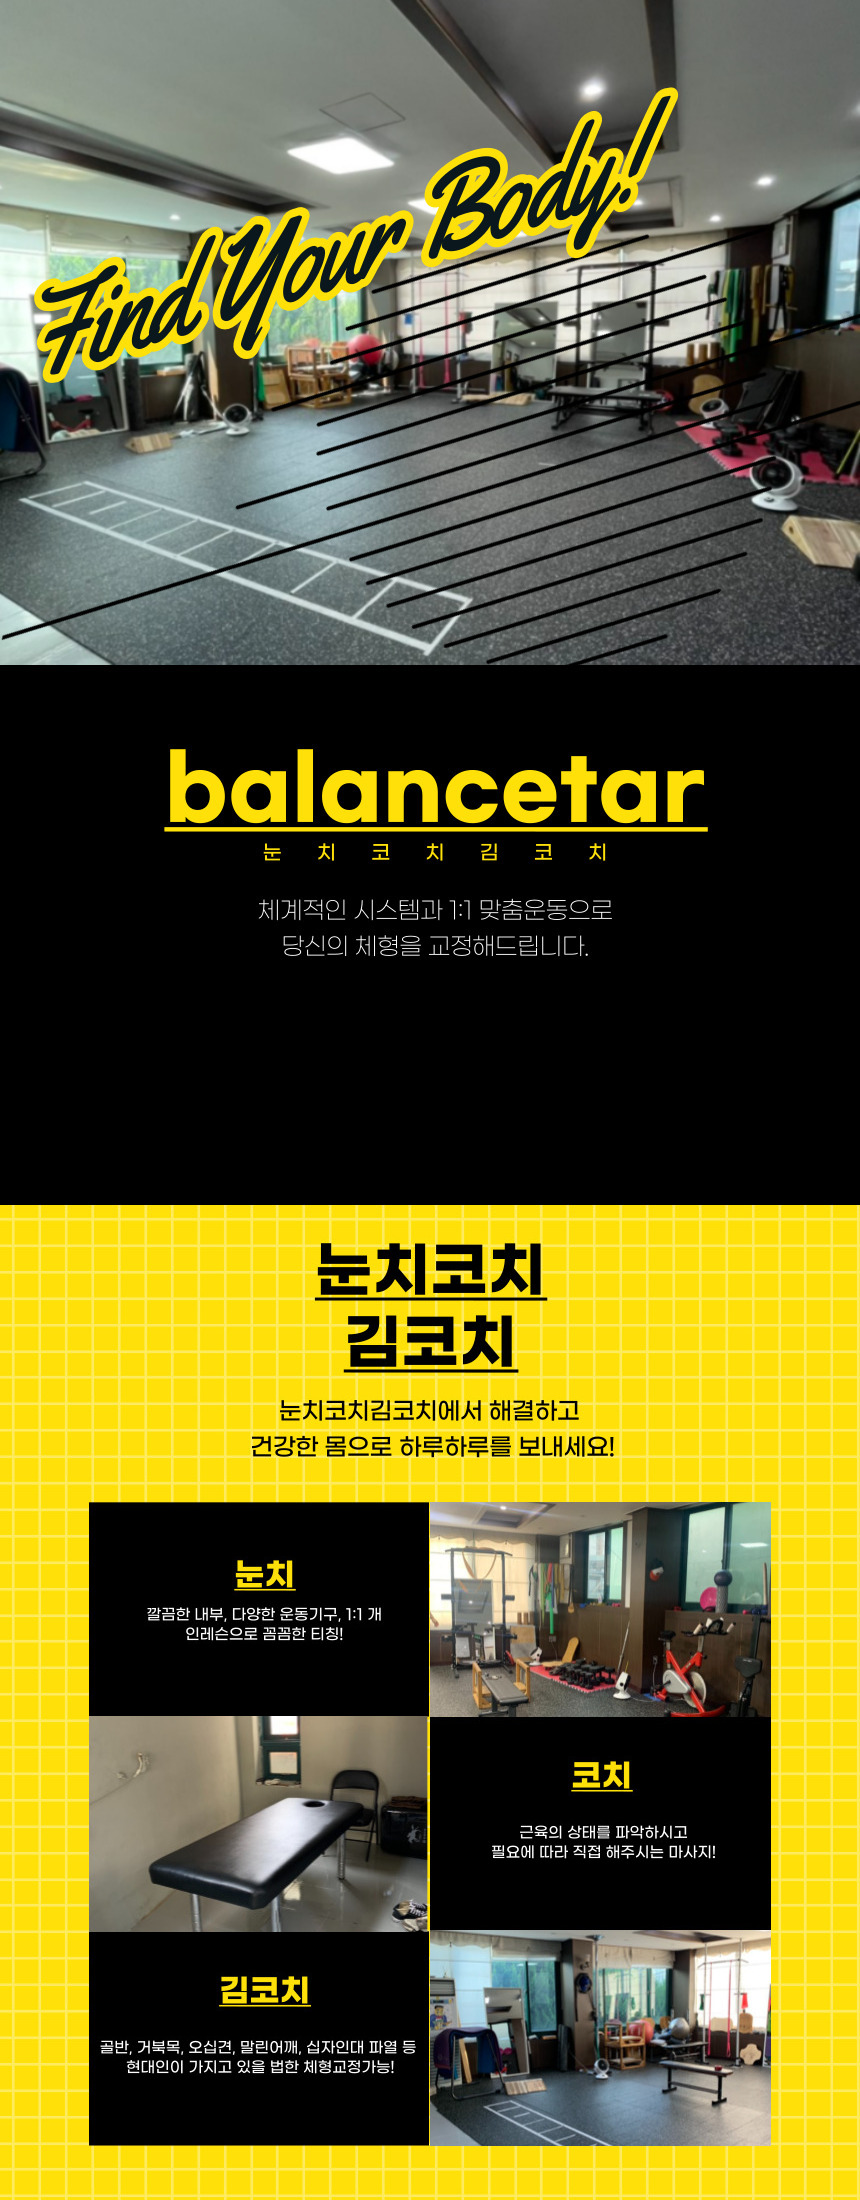 Find Your Body!
balancetar
눈치코치김코치
체계적인 시스템과 1:1 맞춤운동으로
당신의 체형을 교정해드립니다.
눈치코치
김코치
눈치코치김코치에서 해결하고
건강한 몸으로 하루하루를 보내세요!
눈치
깔끔한 내부, 다양한 운동기구, 1:1 개
인레슨으로 꼼꼼한 티칭!
코치
근육의 상태를 파악하시고
필요에 따라 직접 해주시는 마사지!
김코치
골반, 거북목, 오십견, 말린어깨, 십자인대 파열 등
현대인이 가지고 있을 법한 체형교정가능!